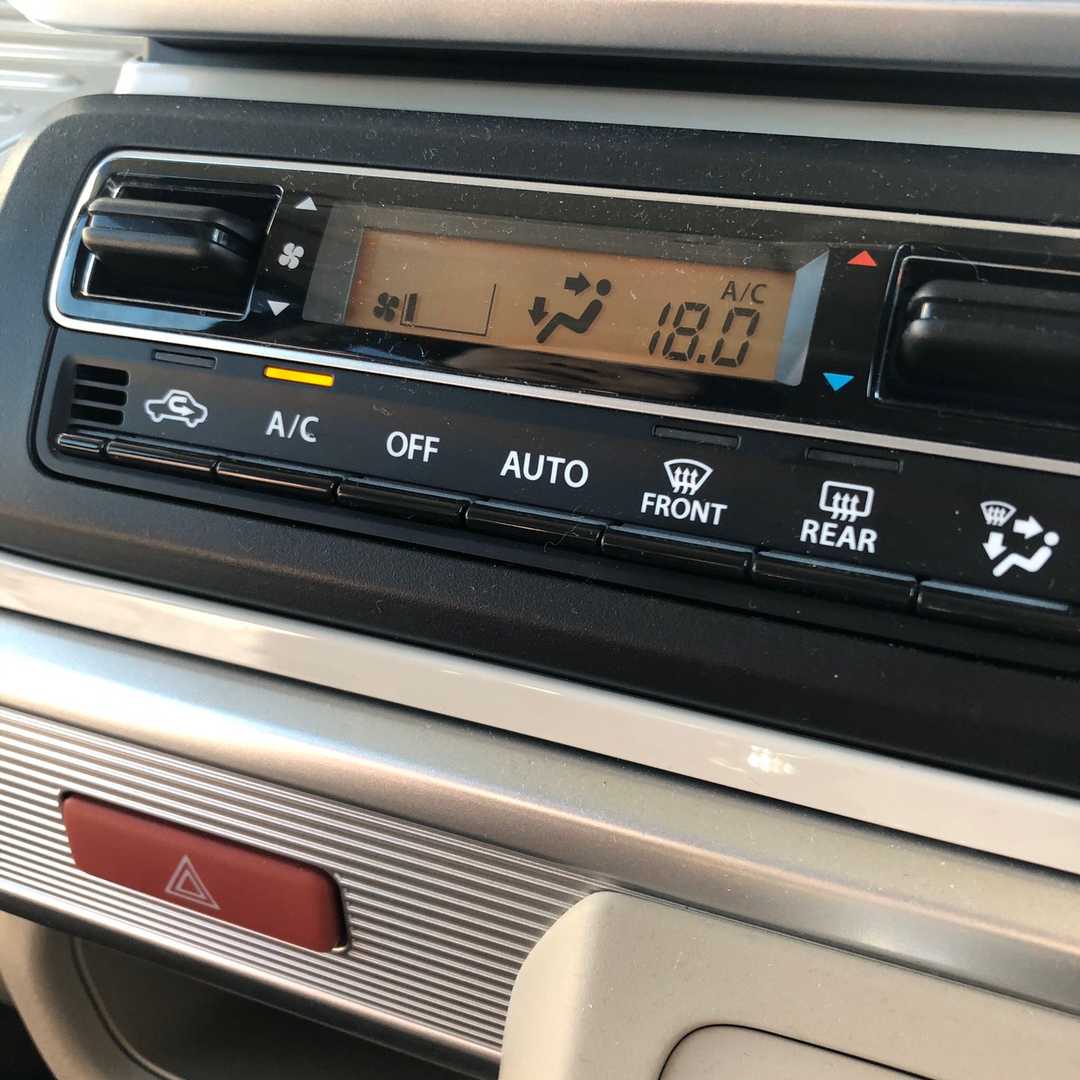 A/C
18.0
A/C
OFF
AUTO
FRONT
REAR